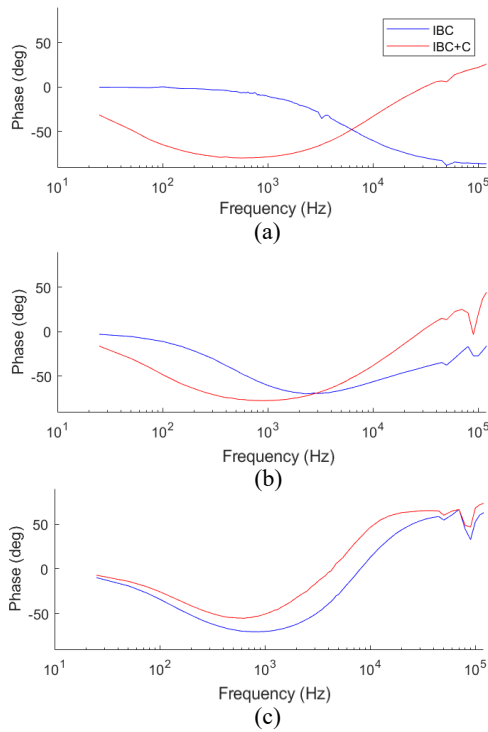 IBC
IBC+C
Phase (deg)
50
0
-50
10^1 10^2 10^3 10^4 10^5
Frequency (Hz)
(a)
Phase (deg)
50
0
-50
10^1 10^2 10^3 10^4 10^5
Frequency (Hz)
(b)
Phase (deg)
50
0
-50
10^1 10^2 10^3 10^4 10^5
Frequency (Hz)
(c)